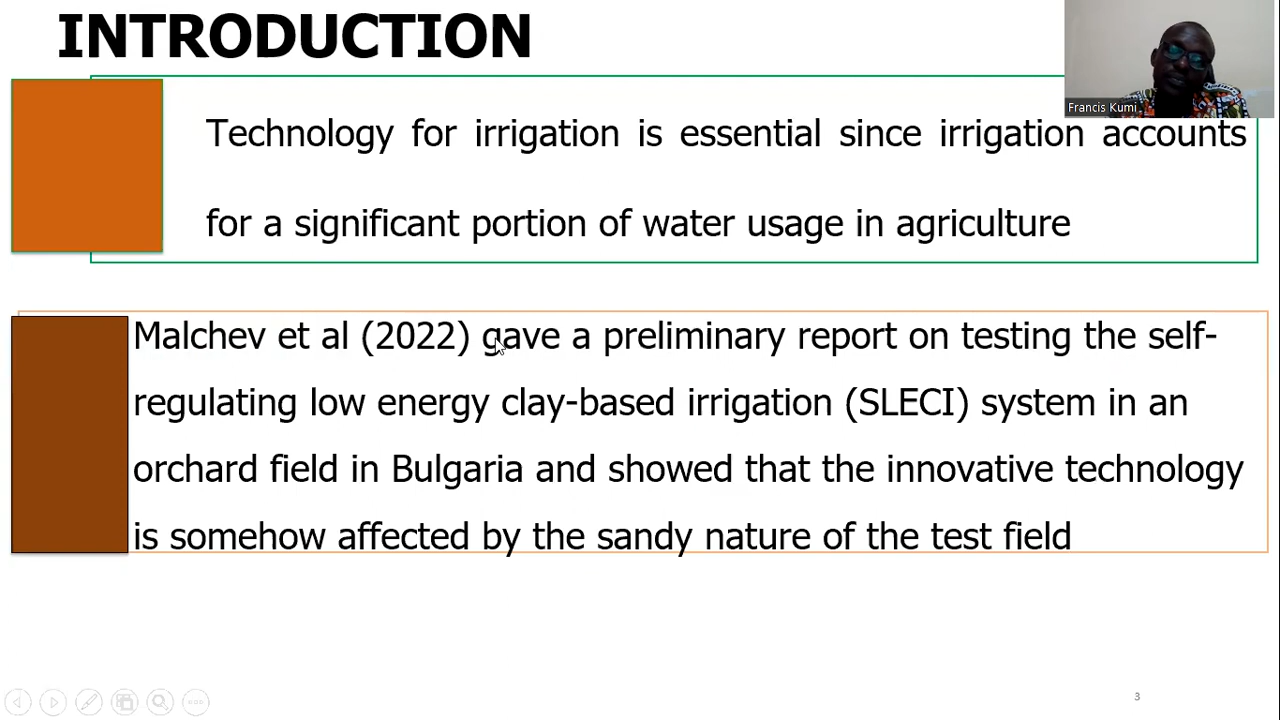 INTRODUCTION
Francis Kumi
Technology for irrigation is essential since irrigation accounts
for a significant portion of water usage in agriculture
Malchev et al (2022) gave a preliminary report on testing the self-
regulating low energy clay-based irrigation (SLECI) system in an
orchard field in Bulgaria and showed that the innovative technology
is somehow affected by the sandy nature of the test field
3